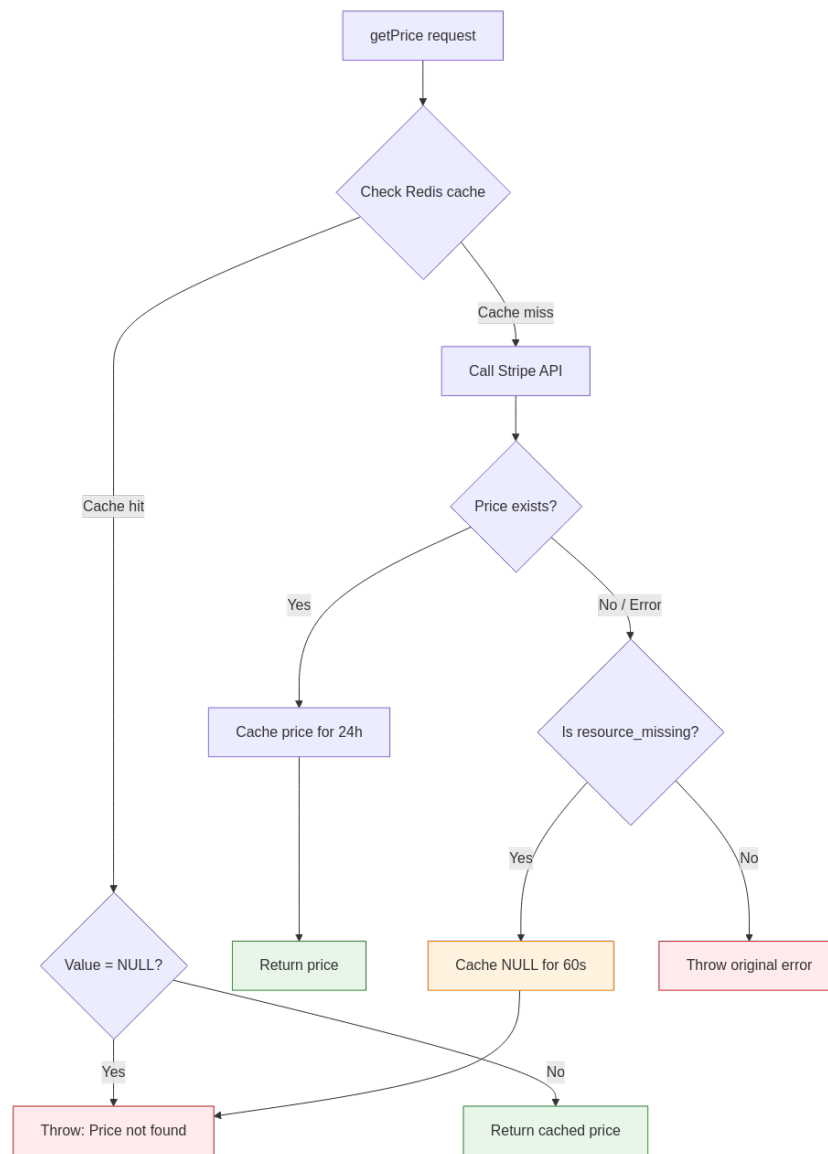 getPrice request
Check Redis cache
Cache miss
Call Stripe API
Cache hit
Price exists?
Yes
No / Error
Cache price for 24h
Is resource_missing?
Yes
No
Value = NULL?
Return price
Cache NULL for 60s
Throw original error
Yes
No
Throw: Price not found
Return cached price